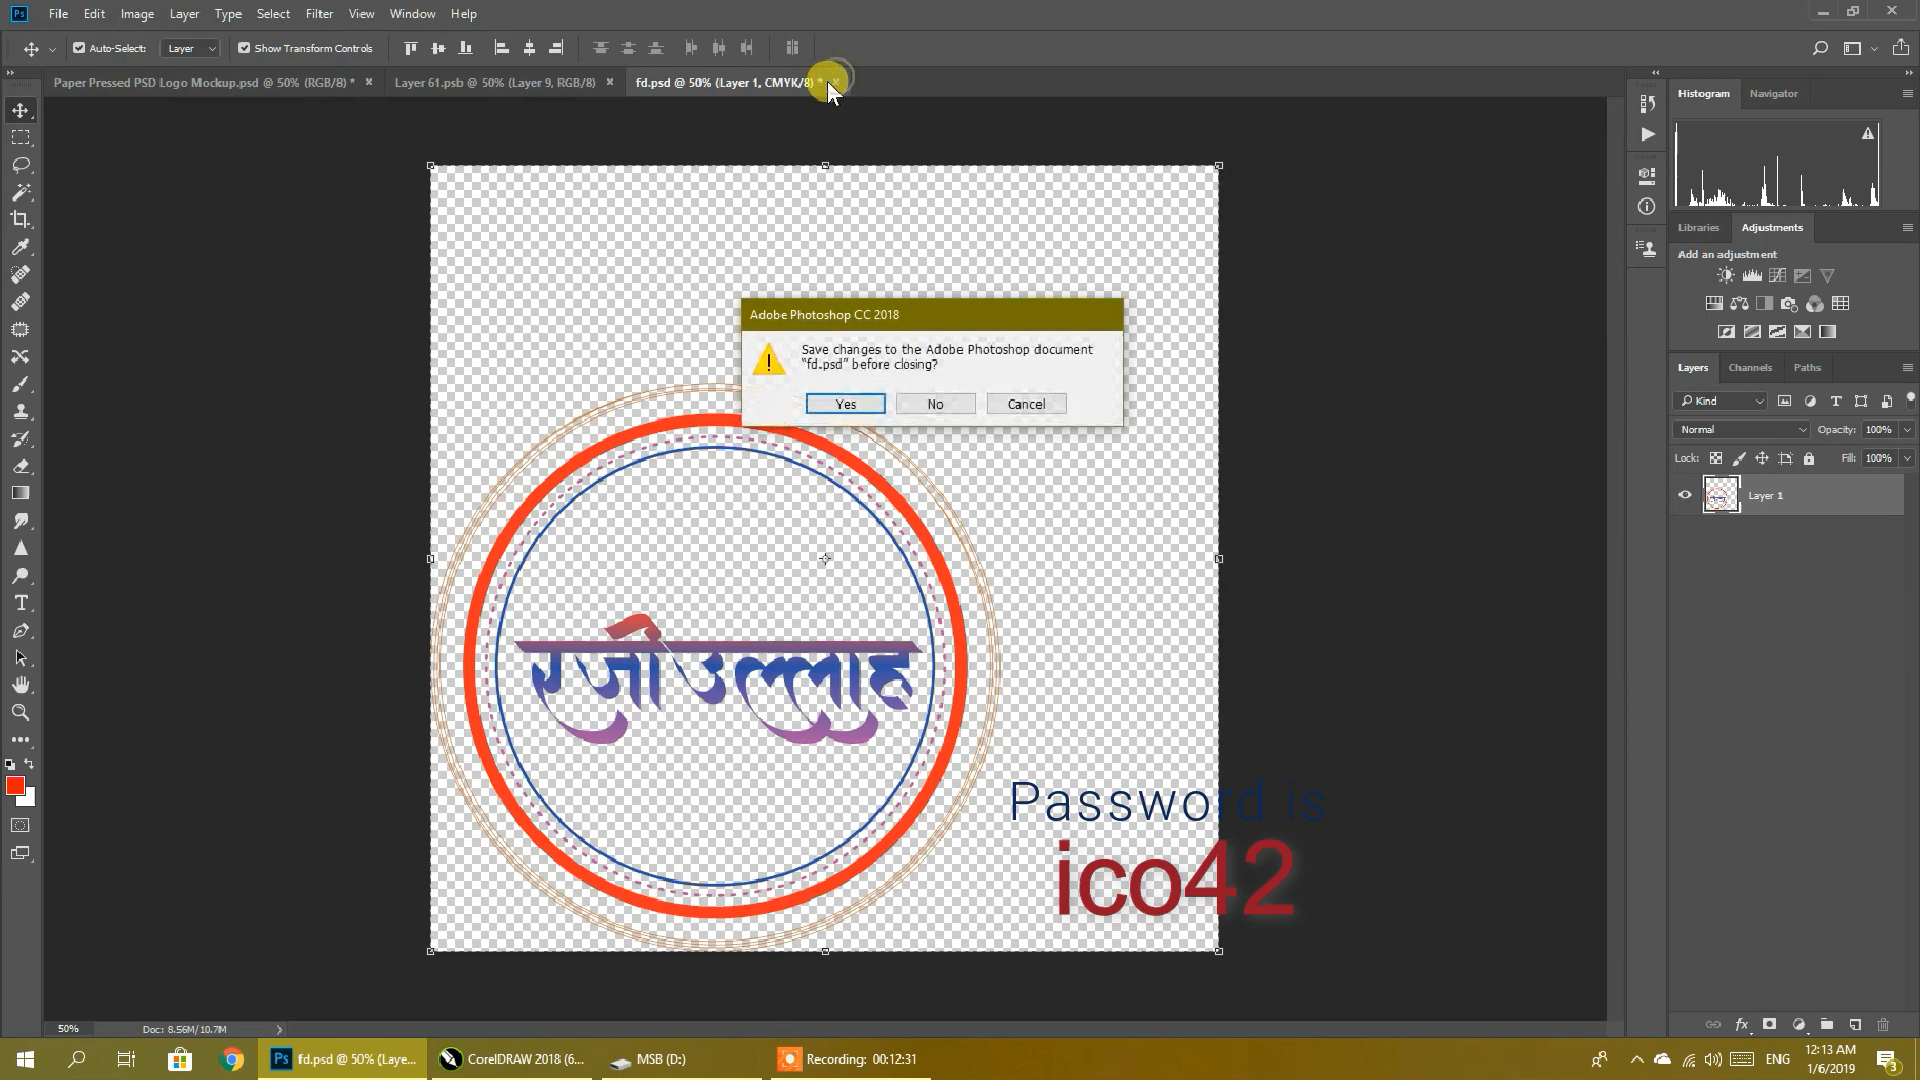 File Edit Image Layer Type Select Filter View Window Help
Auto-Select: Layer Show Transform Controls
Paper Pressed PSD Logo Mockup.psd @ 50% (RGB/8) * Layer 61.psb @ 50% (Layer 9, RGB/8) fd.psd @ 50% (Layer 1, CMYK/8) *
Histogram Navigator
Libraries Adjustments
Add an adjustment
Adobe Photoshop CC 2018
Save changes to the Adobe Photoshop document
"fd.psd" before closing?
Yes No Cancel
Layers Channels Paths
Kind
Normal Opacity: 100%
Lock: Fill: 100%
Layer 1
रजी उल्लाह
Password is
ico42
50% Doc: 8.56M/10.7M
fd.psd @ 50% (Laye... CorelDRAW 2018 (6... MSB (D:) Recording: 00:12:31 ENG
12:13 AM
1/6/2019
3